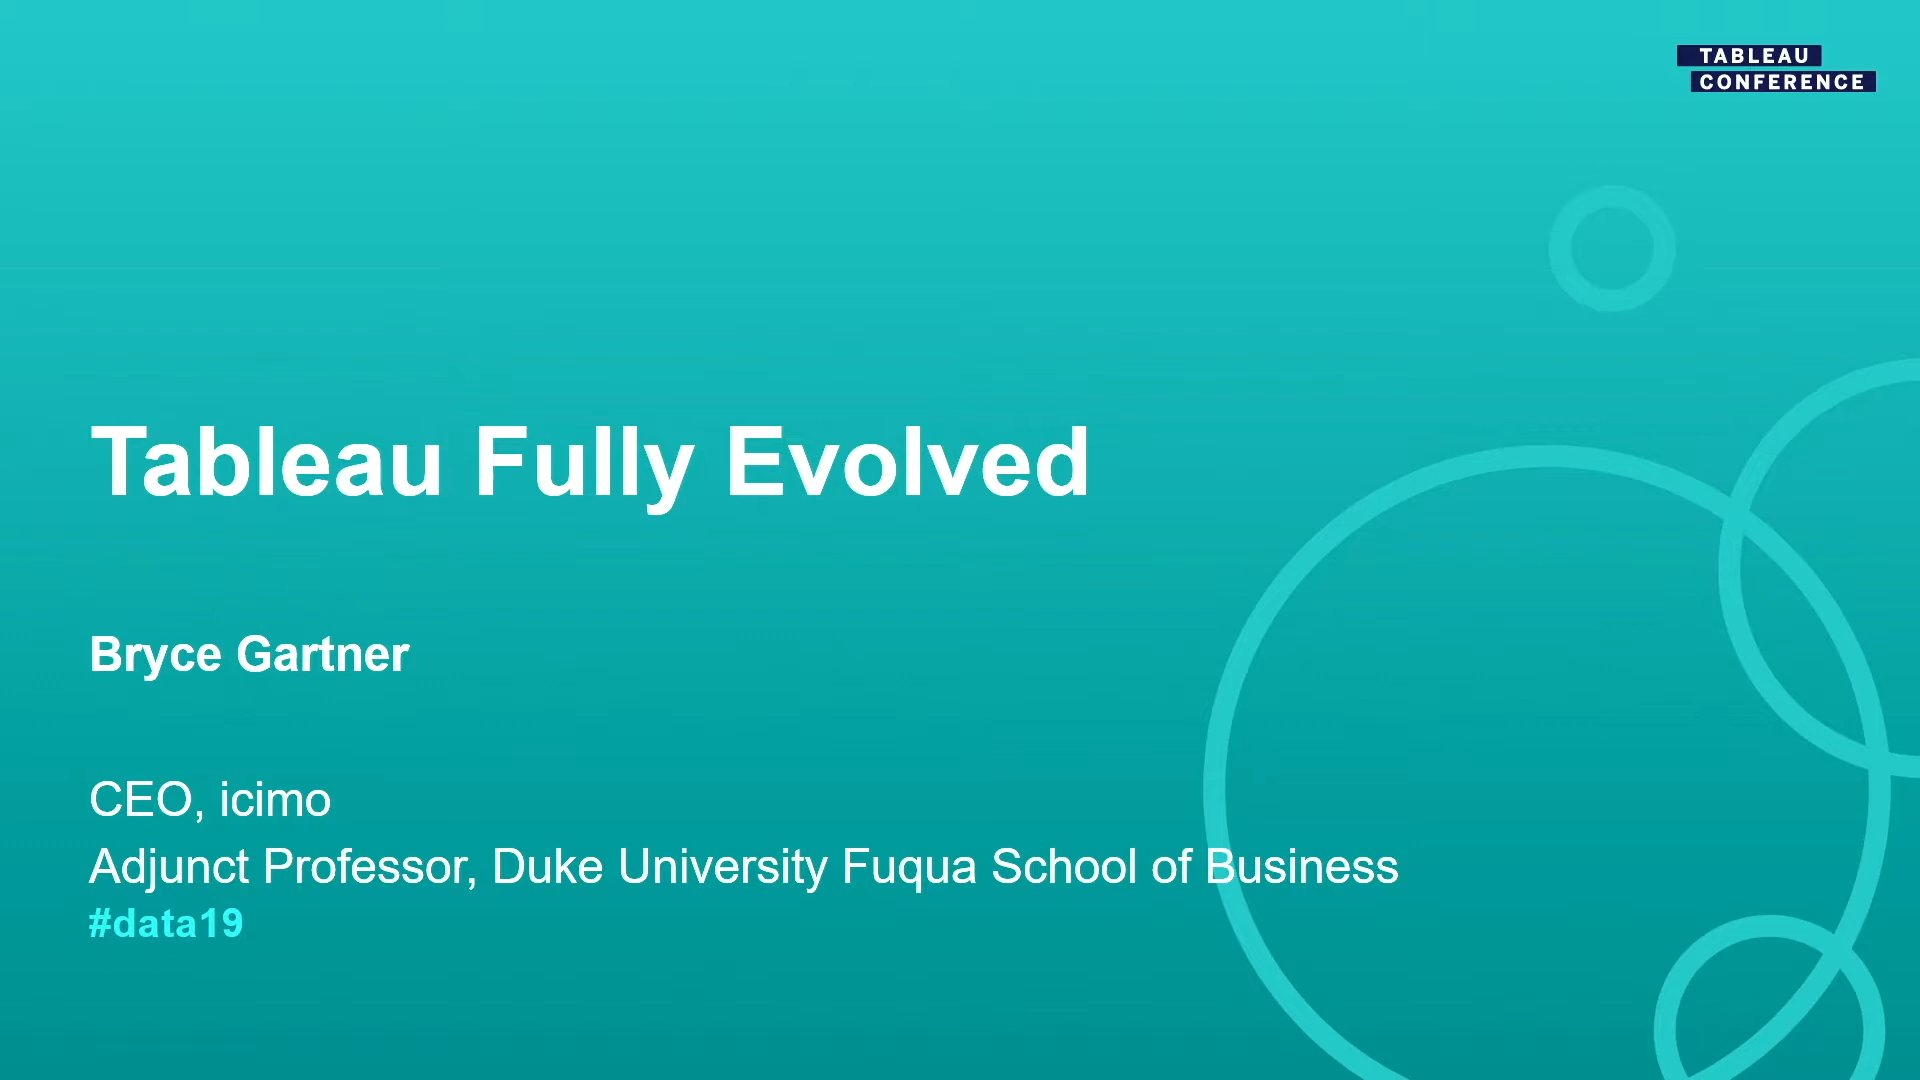 TABLEAU
CONFERENCE
Tableau Fully Evolved
Bryce Gartner
CEO, icimo
Adjunct Professor, Duke University Fuqua School of Business
#data19